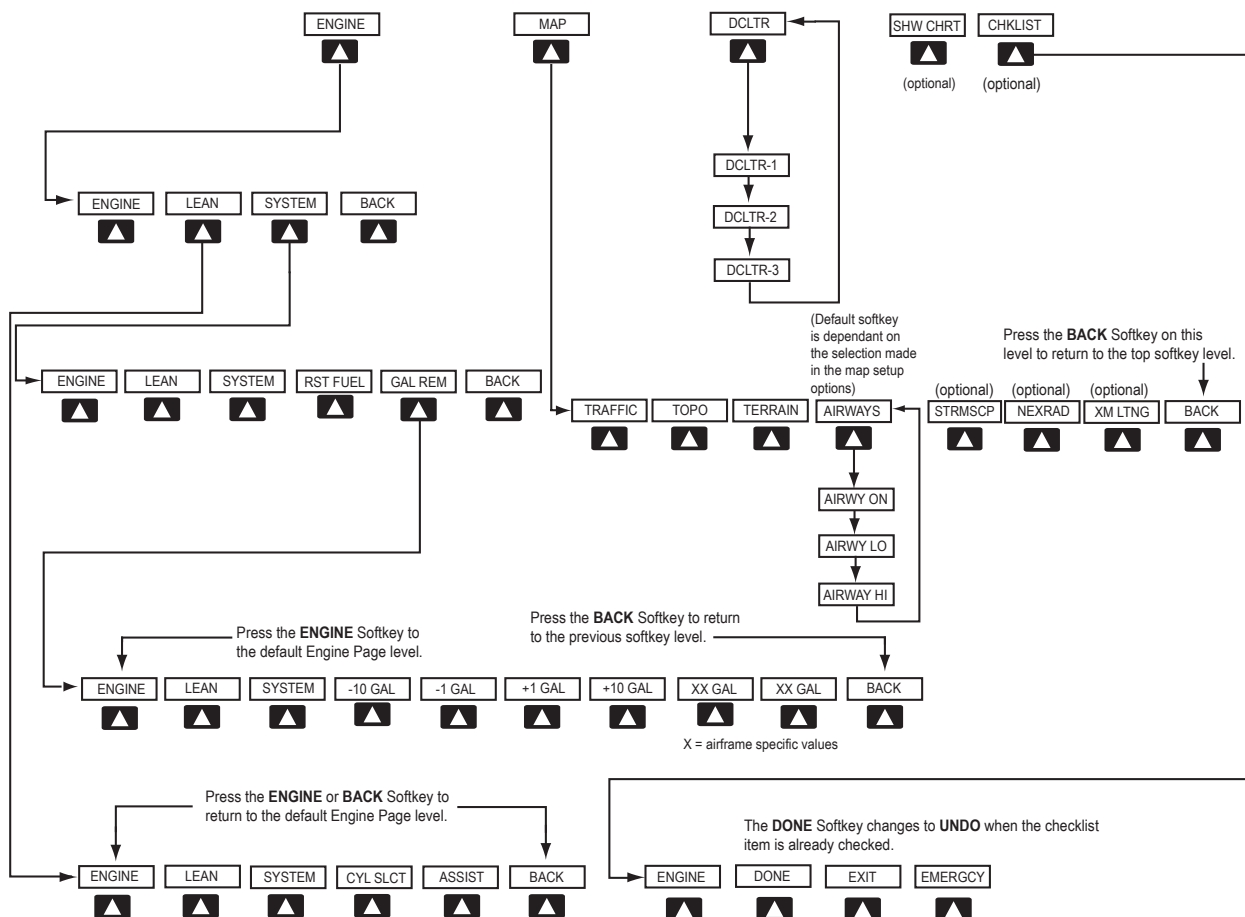 ENGINE
MAP
DCLTR
SHW CHRT
CHKLIST
(optional)
(optional)
DCLTR-1
DCLTR-2
DCLTR-3
ENGINE
LEAN
SYSTEM
BACK
(Default softkey
is dependant on
the selection made
in the map setup
options)
Press the BACK Softkey on this
level to return to the top softkey level.
ENGINE
LEAN
SYSTEM
RST FUEL
GAL REM
BACK
TRAFFIC
TOPO
TERRAIN
AIRWAYS
(optional)
STRMSCP
(optional)
NEXRAD
(optional)
XM LTNG
BACK
AIRWY ON
AIRWY LO
AIRWAY HI
Press the ENGINE Softkey to
the default Engine Page level.
Press the BACK Softkey to return
to the previous softkey level.
ENGINE
LEAN
SYSTEM
-10 GAL
-1 GAL
+1 GAL
+10 GAL
XX GAL
XX GAL
BACK
X = airframe specific values
Press the ENGINE or BACK Softkey to
return to the default Engine Page level.
ENGINE
LEAN
SYSTEM
CYL SLCT
ASSIST
BACK
The DONE Softkey changes to UNDO when the checklist
item is already checked.
ENGINE
DONE
EXIT
EMERGCY